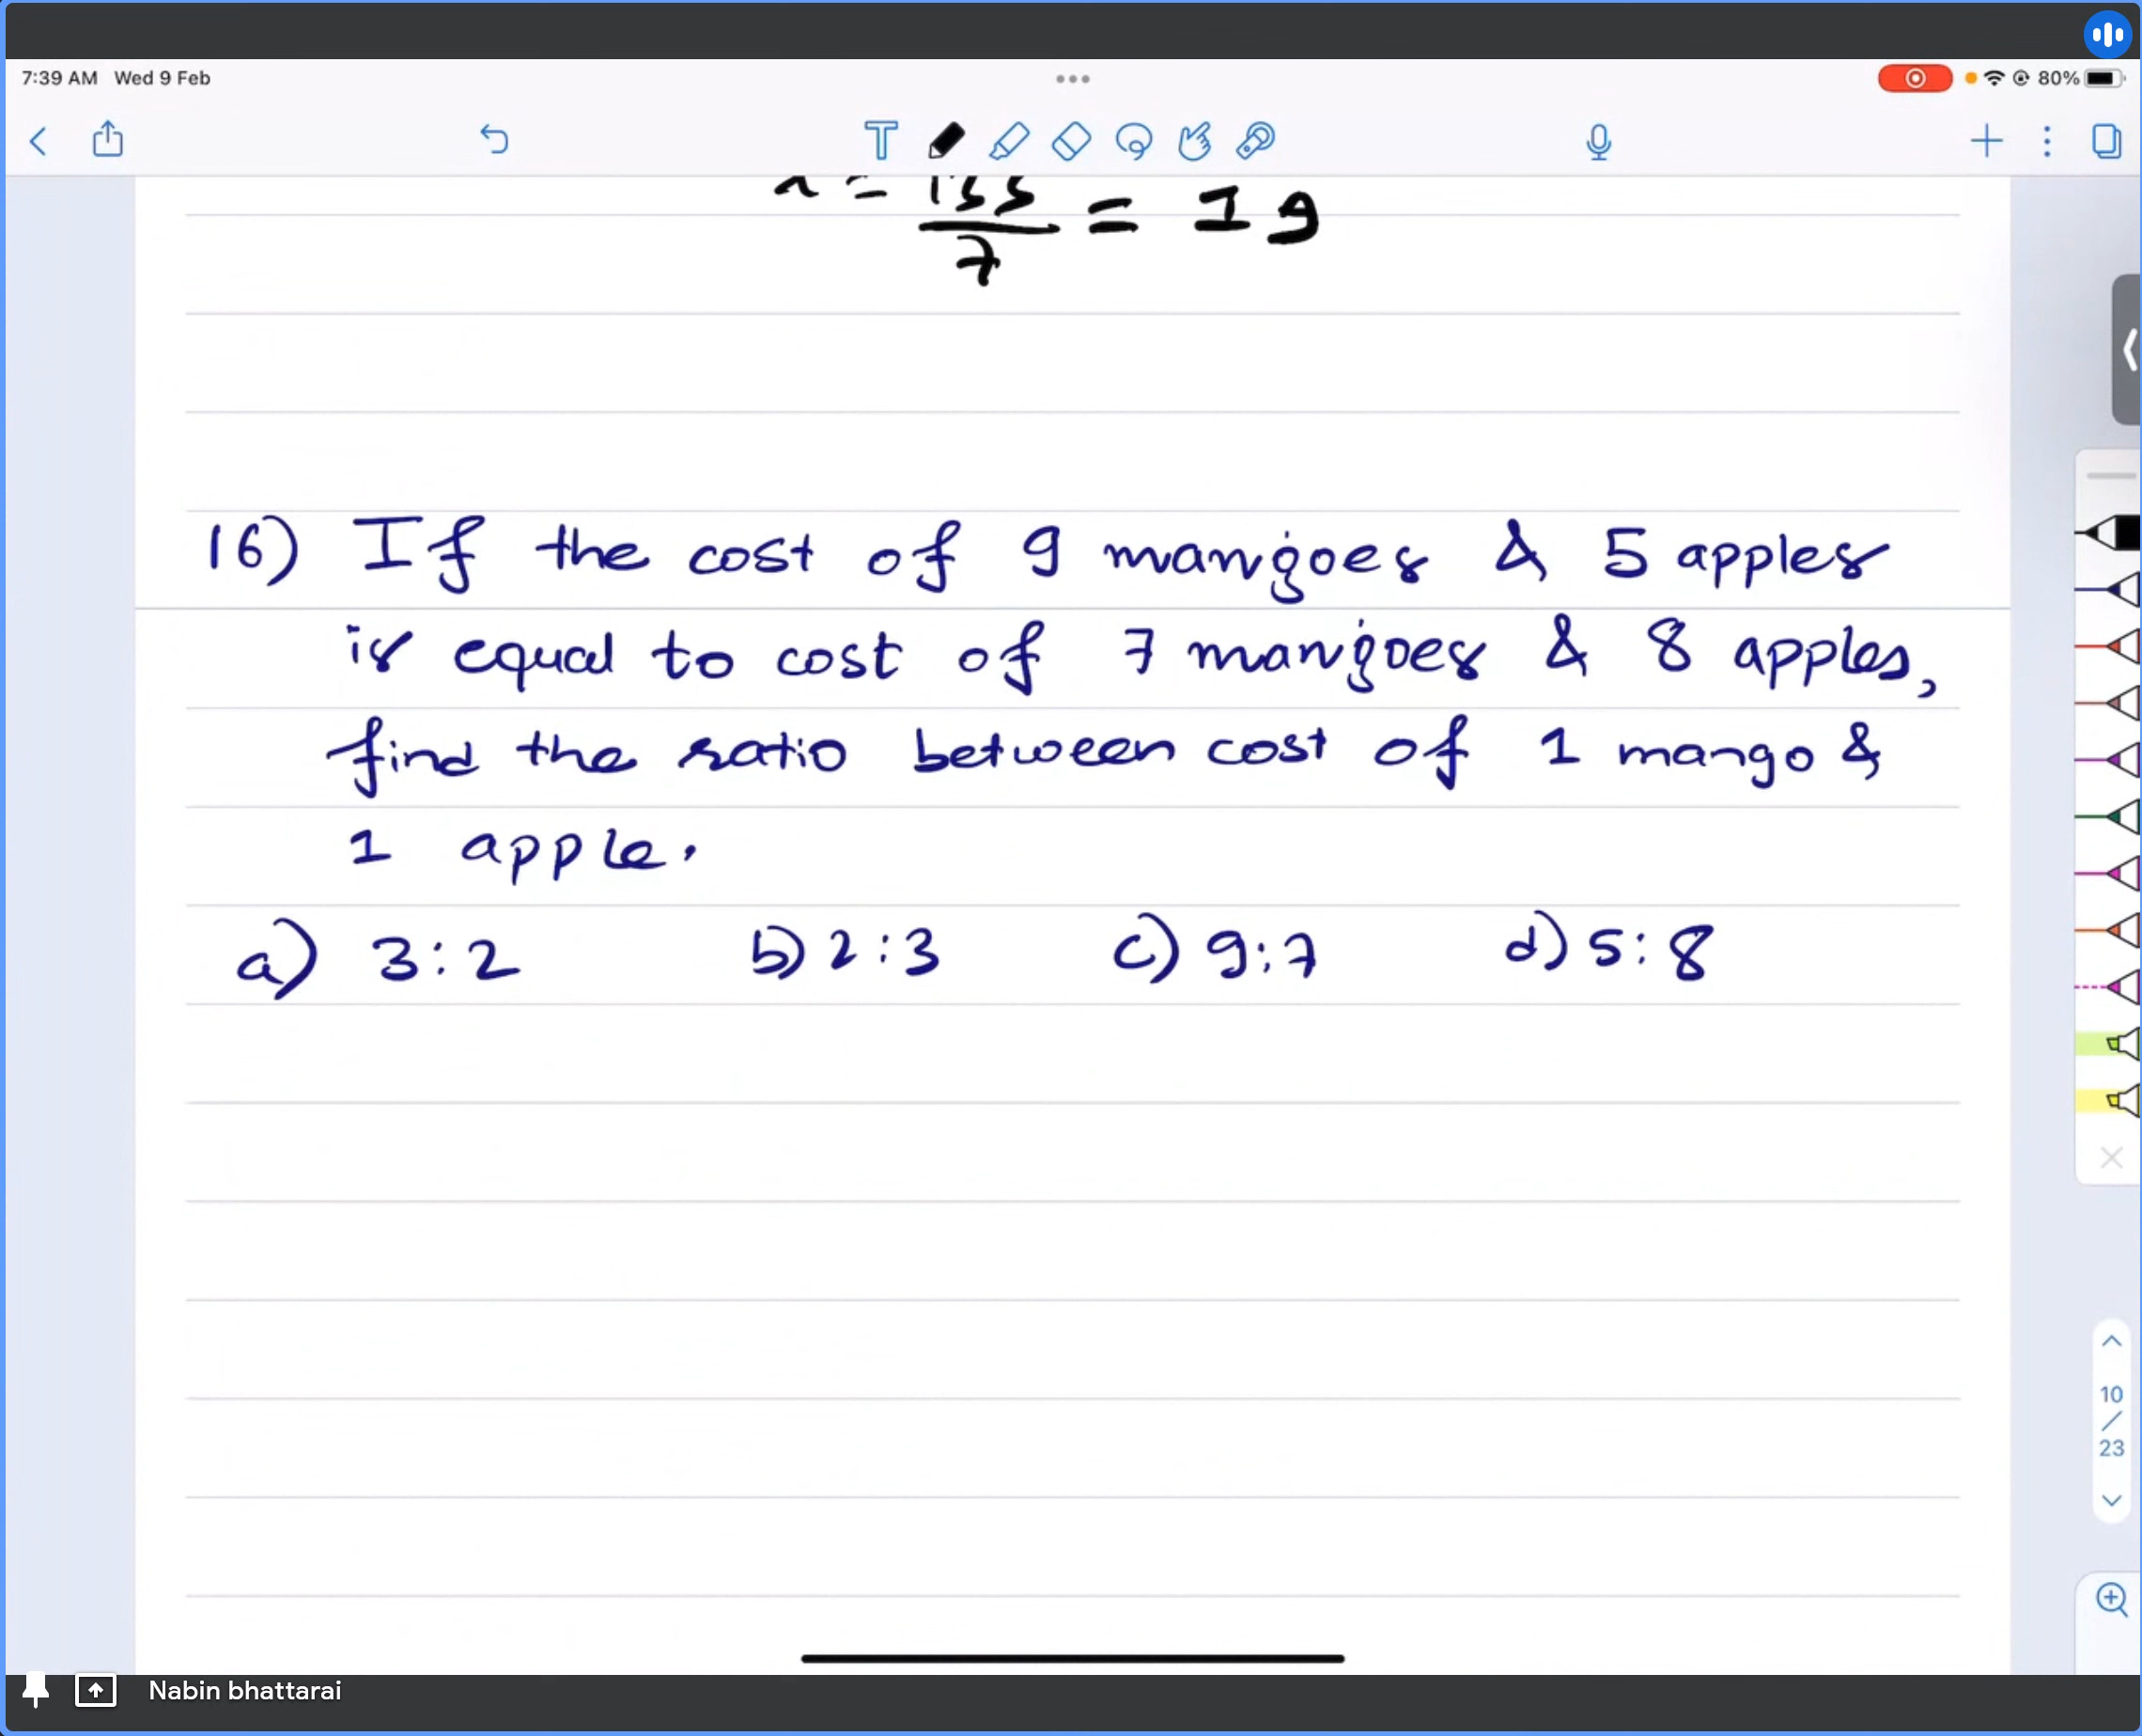 7:39 AM Wed 9 Feb
80%
= 133
/7 = 19
16) If the cost of 9 mangoes & 5 apples
is equal to cost of 7 mangoes & 8 apples,
find the ratio between cost of 1 mango &
1 apple.
a) 3:2 b) 2:3 c) 9:7 d) 5:8
10
/
23
Nabin bhattarai